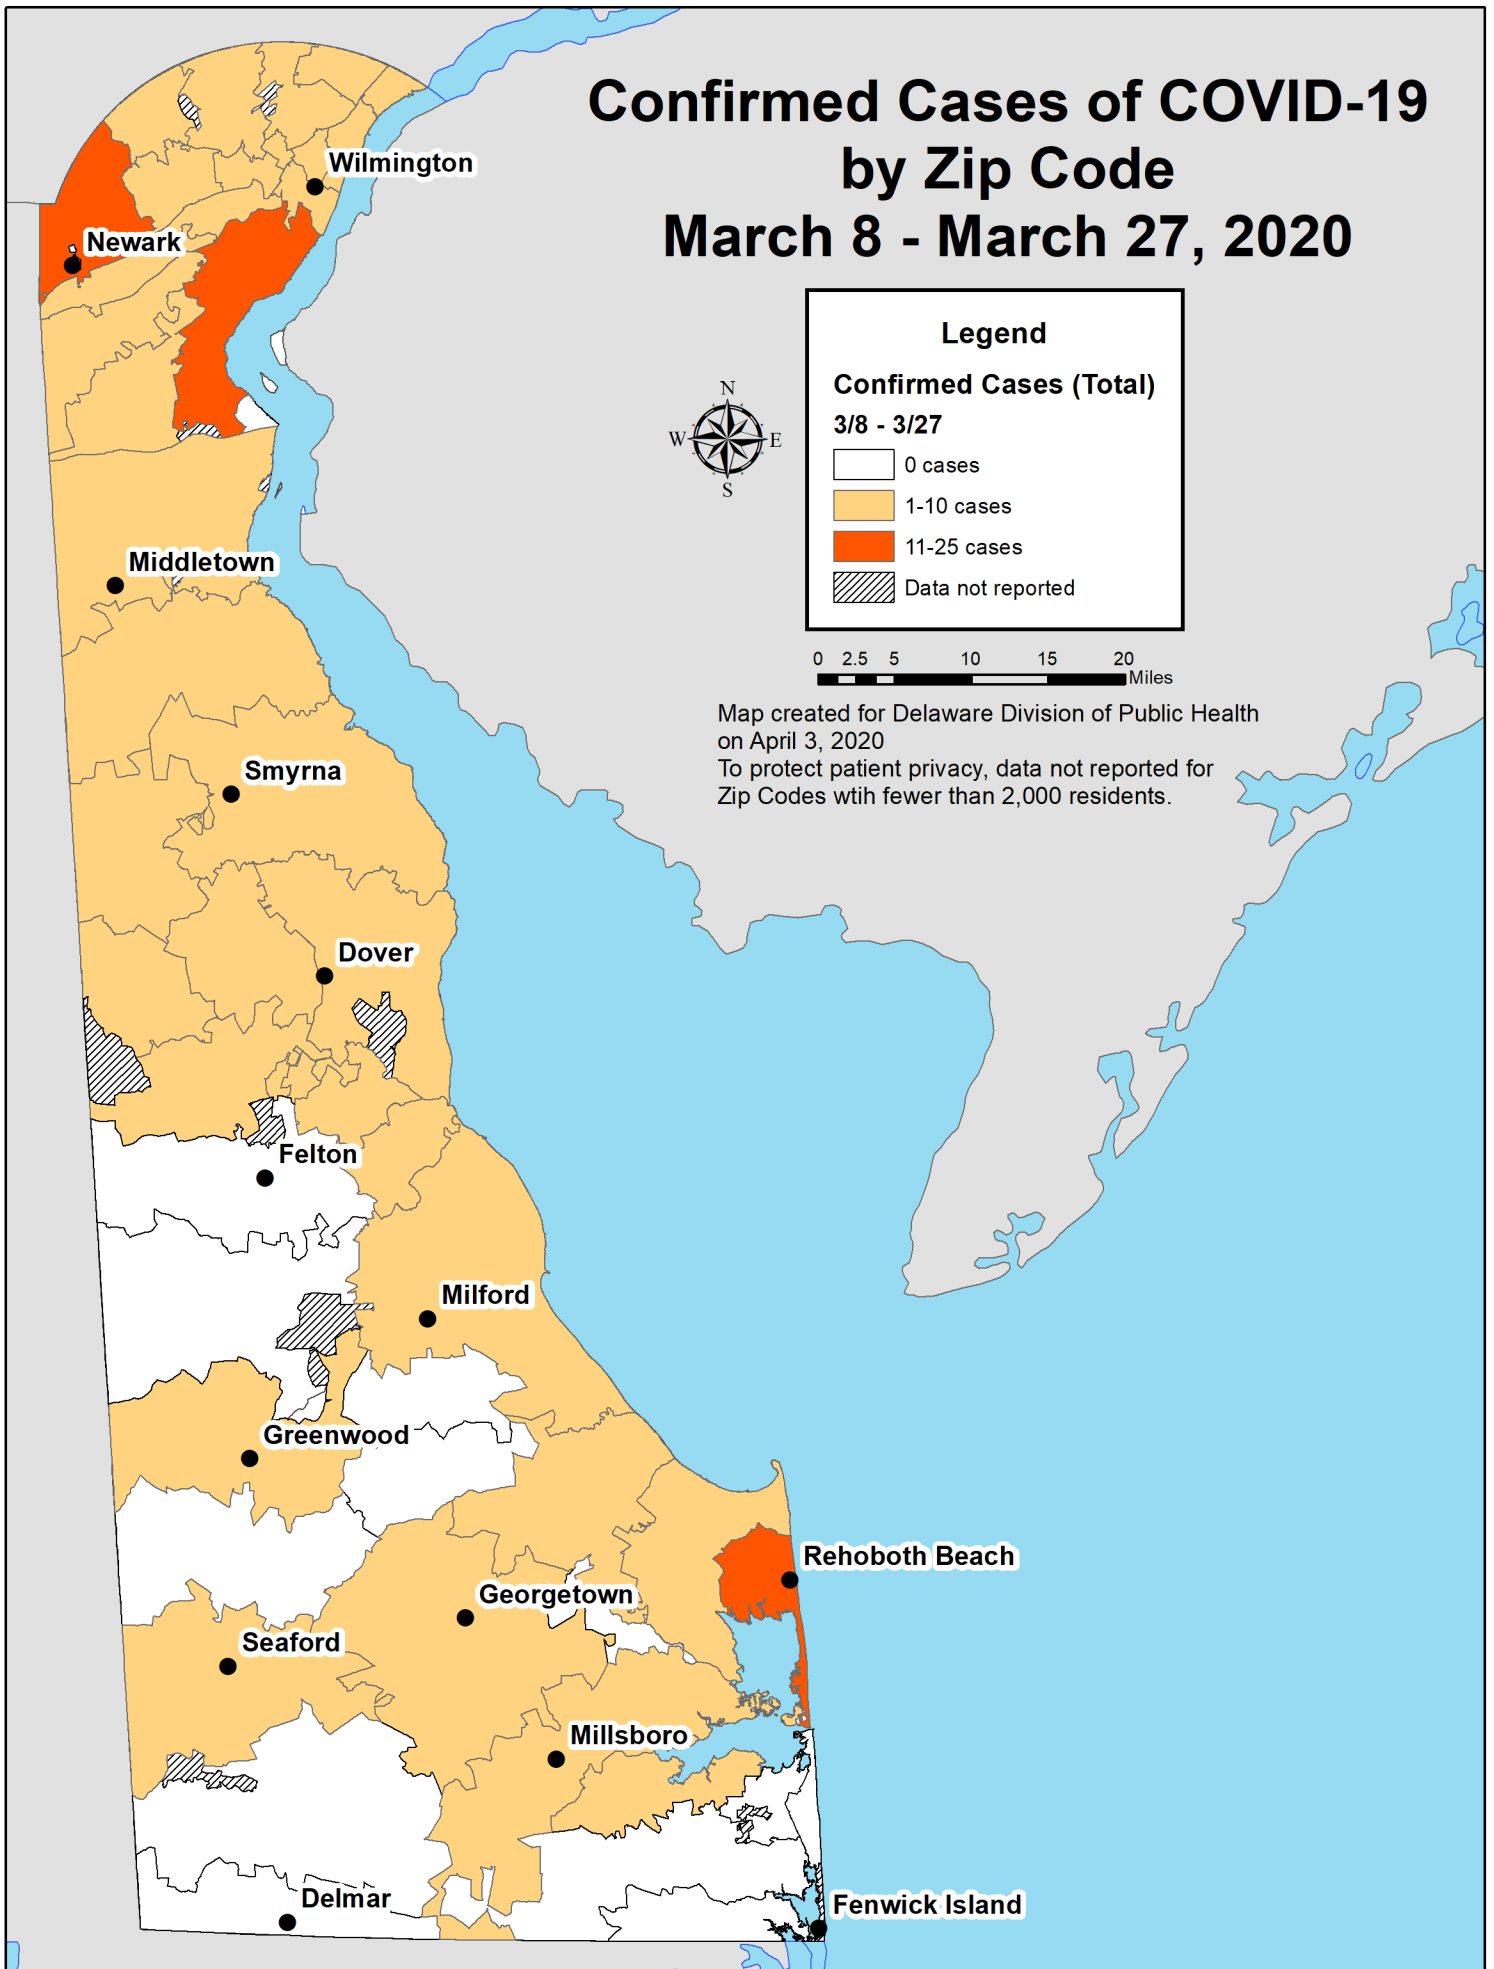 Confirmed Cases of COVID-19
by Zip Code
March 8 - March 27, 2020
Legend
Confirmed Cases (Total)
3/8 - 3/27
0 cases
1-10 cases
11-25 cases
Data not reported
N
W E
S
0 2.5 5 10 15 20
Miles
Map created for Delaware Division of Public Health
on April 3, 2020
To protect patient privacy, data not reported for
Zip Codes wtih fewer than 2,000 residents.
Wilmington
Newark
Middletown
Smyrna
Dover
Felton
Milford
Greenwood
Rehoboth Beach
Georgetown
Seaford
Millsboro
Delmar
Fenwick Island